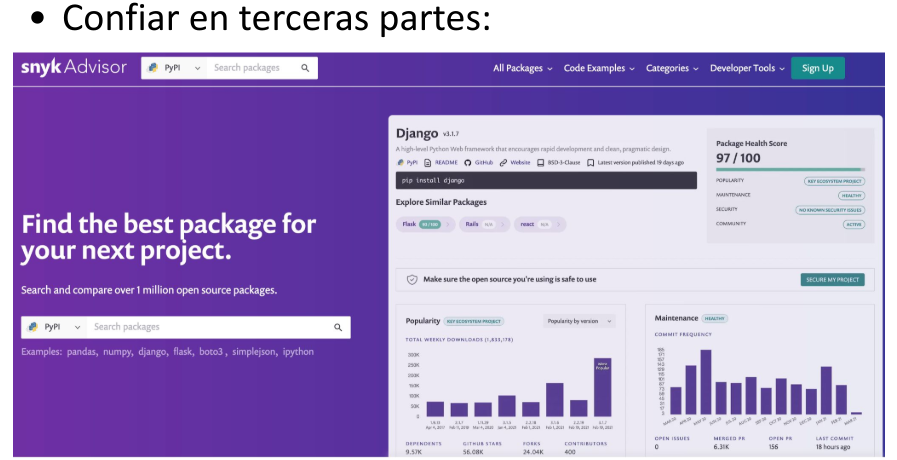 • Confiar en terceras partes:
snyk Advisor PyPI Search packages All Packages Code Examples Categories Developer Tools Sign Up
Django v3.1.7
A high-level Python Web framework that encourages rapid development and clean, pragmatic design.
PyPI README GitHub Website BSD-3-Clause Latest version published 19 days ago
pip install django
Explore Similar Packages
Flask 93/100 Rails N/A react N/A
Package Health Score
97 / 100
POPULARITY KEY ECOSYSTEM PROJECT
MAINTENANCE HEALTHY
SECURITY NO KNOWN SECURITY ISSUES
COMMUNITY ACTIVE
Find the best package for
your next project.
Search and compare over 1 million open source packages.
PyPI Search packages
Examples: pandas, numpy, django, flask, boto3 , simplejson, ipython
Make sure the open source you're using is safe to use SECURE MY PROJECT
Popularity KEY ECOSYSTEM PROJECT Popularity by version
TOTAL WEEKLY DOWNLOADS (1,833,178)
300K
250K
200K
150K
100K
50K
0
Most
Popular
DEPENDENTS GITHUB STARS FORKS CONTRIBUTORS
9.57K 56.08K 24.04K 400
Maintenance HEALTHY
COMMIT FREQUENCY
OPEN ISSUES MERGED PR OPEN PR LAST COMMIT
0 6.31K 156 18 hours ago